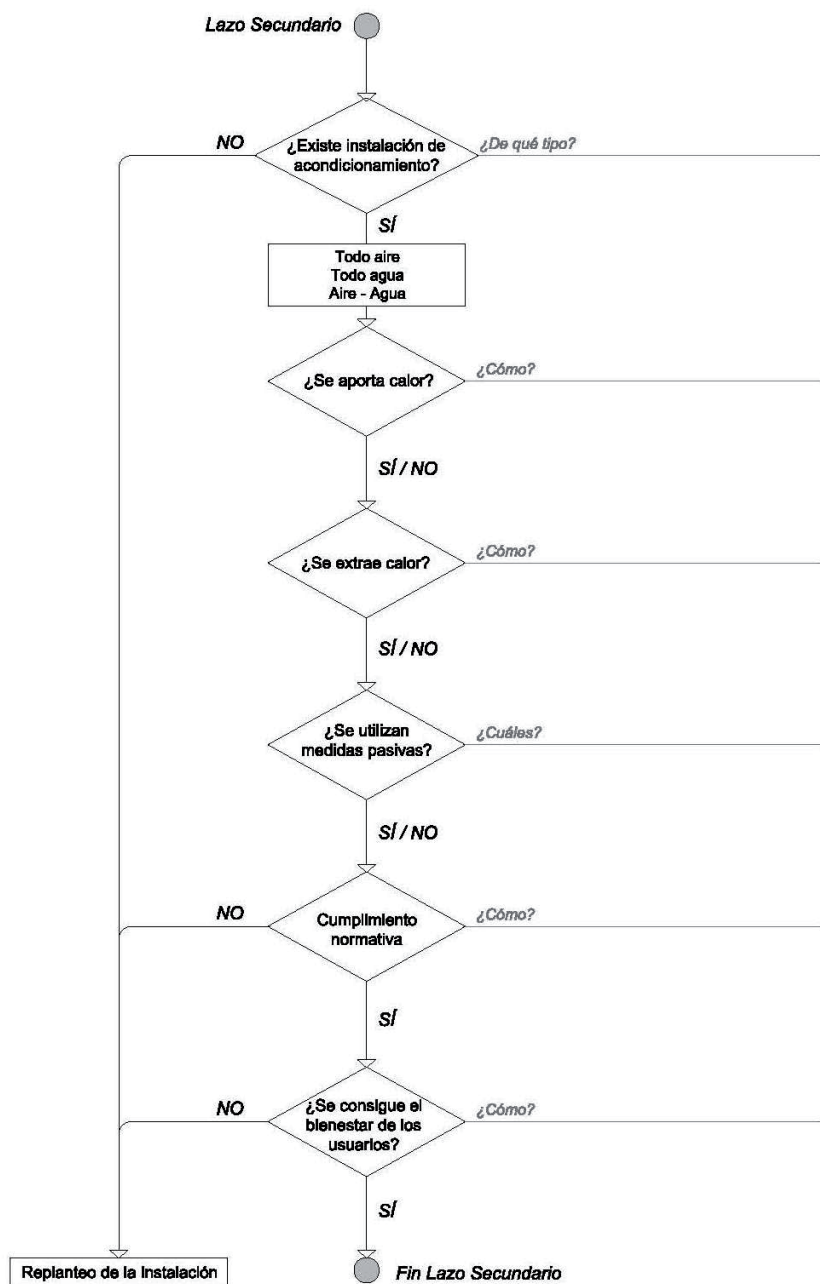 Lazo Secundario
NO
¿Existe instalación de
acondicionamiento?
¿De qué tipo?
SÍ
Todo aire
Todo agua
Aire - Agua
¿Se aporta calor?
¿Cómo?
SÍ / NO
¿Se extrae calor?
¿Cómo?
SÍ / NO
¿Se utilizan
medidas pasivas?
¿Cuáles?
SÍ / NO
NO
Cumplimiento
normativa
¿Cómo?
SÍ
NO
¿Se consigue el
bienestar de los
usuarios?
¿Cómo?
SÍ
Replanteo de la Instalación
Fin Lazo Secundario